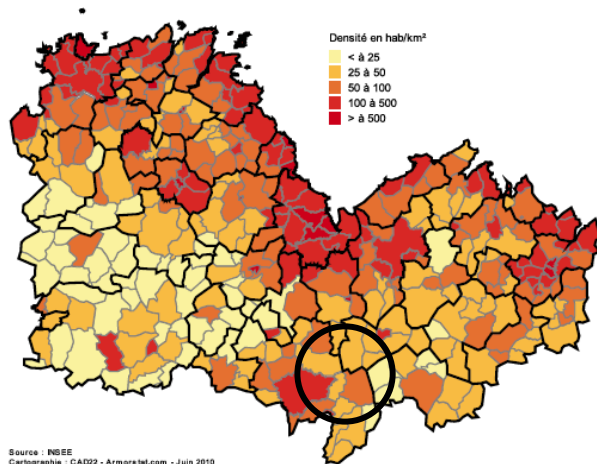 Densité en hab/km²
< à 25
25 à 50
50 à 100
100 à 500
> à 500
Source : INSEE
Cartographie : CAD22 - Armorstat.com - Juin 2010